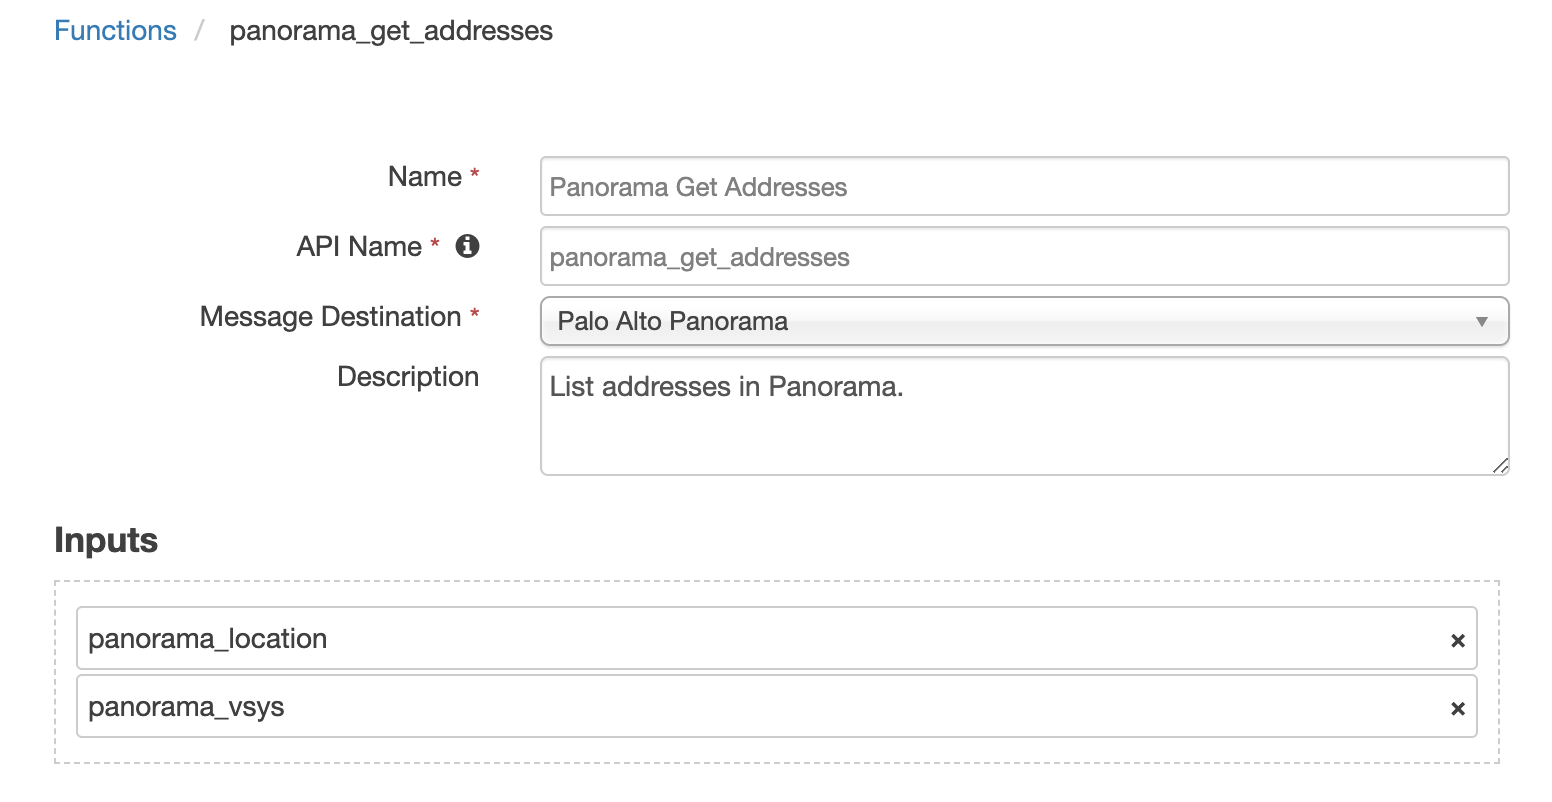 Functions / panorama_get_addresses
Name *
Panorama Get Addresses
API Name *
panorama_get_addresses
Message Destination *
Palo Alto Panorama
Description
List addresses in Panorama.
Inputs
panorama_location
panorama_vsys